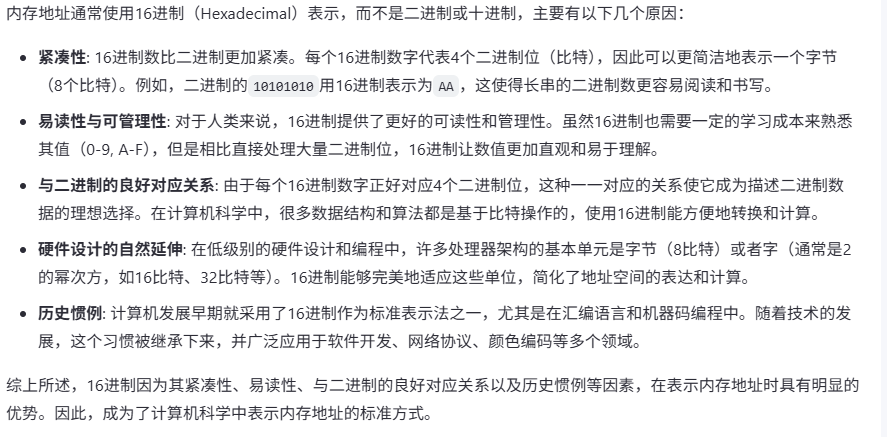 内存地址通常使用16进制（Hexadecimal）表示，而不是二进制或十进制，主要有以下几个原因：
• 紧凑性: 16进制数比二进制更加紧凑。每个16进制数字代表4个二进制位（比特），因此可以更简洁地表示一个字节
（8个比特）。例如，二进制的 10101010 用16进制表示为 AA ，这使得长串的二进制数更容易阅读和书写。
• 易读性与可管理性: 对于人类来说，16进制提供了更好的可读性和管理性。虽然16进制也需要一定的学习成本来熟悉
其值（0-9, A-F），但是相比直接处理大量二进制位，16进制让数值更加直观和易于理解。
• 与二进制的良好对应关系: 由于每个16进制数字正好对应4个二进制位，这种一一对应的关系使它成为描述二进制数
据的理想选择。在计算机科学中，很多数据结构和算法都是基于比特操作的，使用16进制能方便地转换和计算。
• 硬件设计的自然延伸: 在低级别的硬件设计和编程中，许多处理器架构的基本单元是字节（8比特）或者字（通常是2
的幂次方，如16比特、32比特等）。16进制能够完美地适应这些单位，简化了地址空间的表达和计算。
• 历史惯例: 计算机发展早期就采用了16进制作为标准表示法之一，尤其是在汇编语言和机器码编程中。随着技术的发
展，这个习惯被继承下来，并广泛应用于软件开发、网络协议、颜色编码等多个领域。
综上所述，16进制因为其紧凑性、易读性、与二进制的良好对应关系以及历史惯例等因素，在表示内存地址时具有明显的
优势。因此，成为了计算机科学中表示内存地址的标准方式。